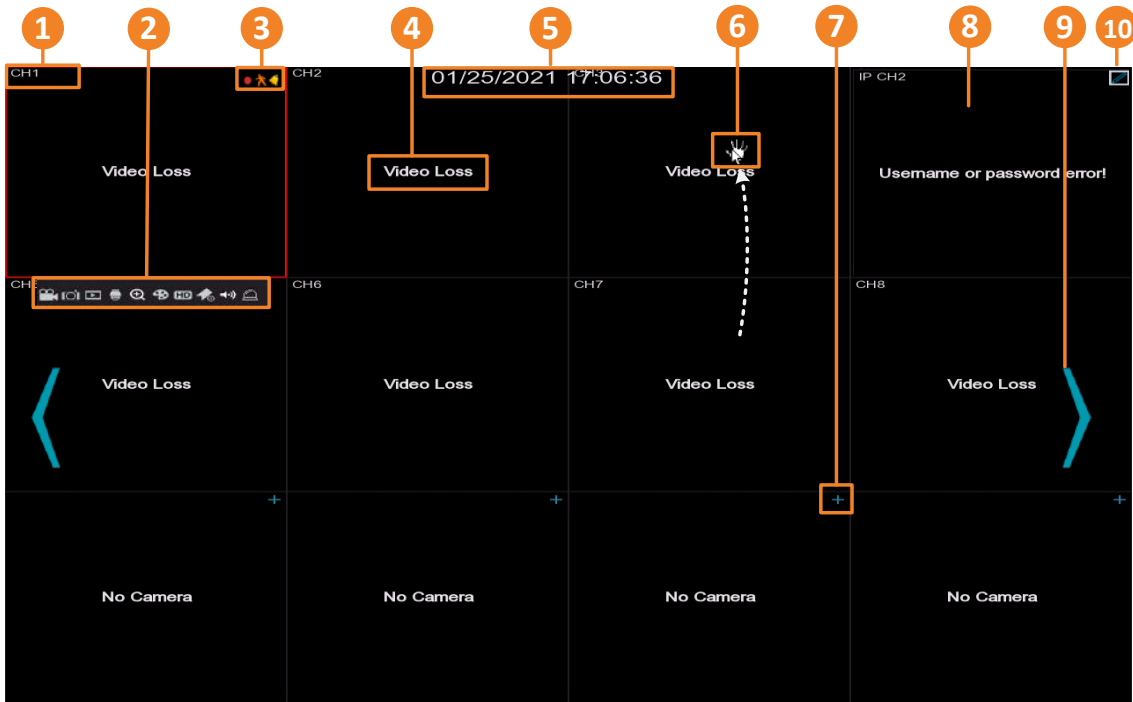 1 2 3 4 5 6 7 8 9 10
CH1 CH2 01/25/2021 17:06:36 IP CH2
Video Loss Video Loss Video Loss Username or password error!
CH6 CH7 CH8
HD
Video Loss Video Loss Video Loss Video Loss
+ + + +
No Camera No Camera No Camera No Camera